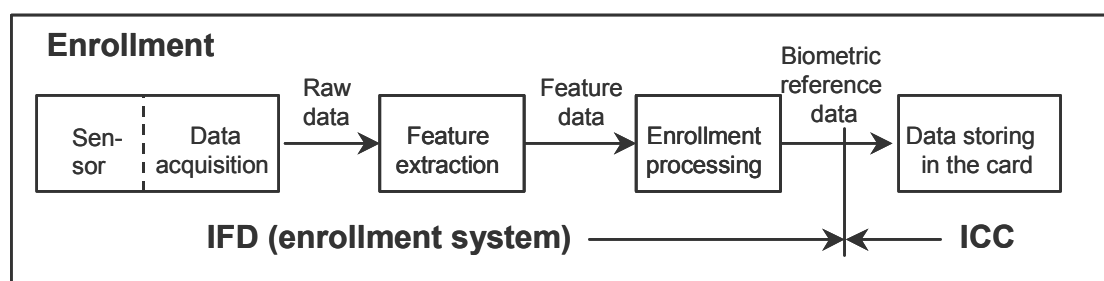 Enrollment
Sen-
sor
Data
acquisition
Raw
data
Feature
extraction
Feature
data
Enrollment
processing
Biometric
reference
data
Data storing
in the card
IFD (enrollment system)
ICC